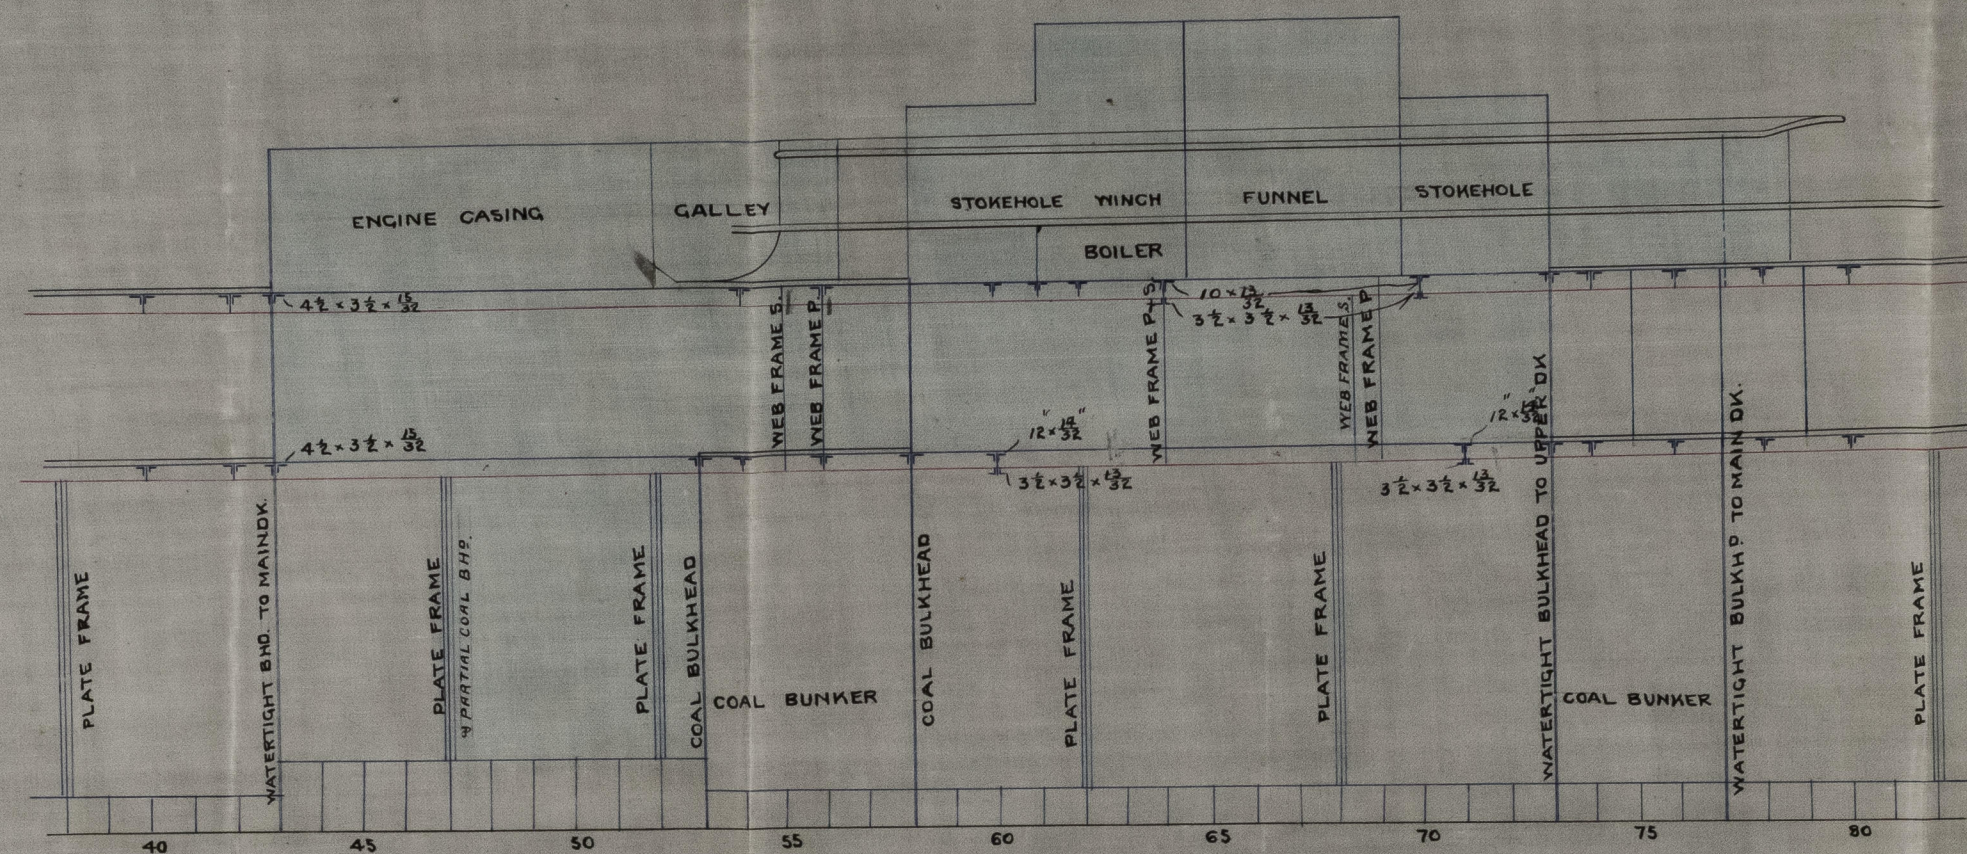 ENGINE CASING
GALLEY
STOKEHOLE WINCH
FUNNEL
STOKEHOLE
BOILER
4½ × 3½ × 15/32
10 × 13/32
3½ × 3½ × 13/32
WEB FRAME S.
WEB FRAME P.
WEB FRAME P+S.
WEB FRAME S.
WEB FRAME P
4½ × 3½ × 15/32
12" ×
3½ × 3½ × 13/32
12" ×
3½ × 3½ × 13/32
PLATE FRAME
WATERTIGHT BHD. TO MAIN DK.
PLATE FRAME
PARTIAL COAL BHD.
PLATE FRAME
COAL BULKHEAD
COAL BUNKER
COAL BULKHEAD
PLATE FRAME
PLATE FRAME
WATERTIGHT BULKHEAD TO UPPER DK
COAL BUNKER
WATERTIGHT BULKHD. TO MAIN DK.
PLATE FRAME
40 45 50 55 60 65 70 75 80